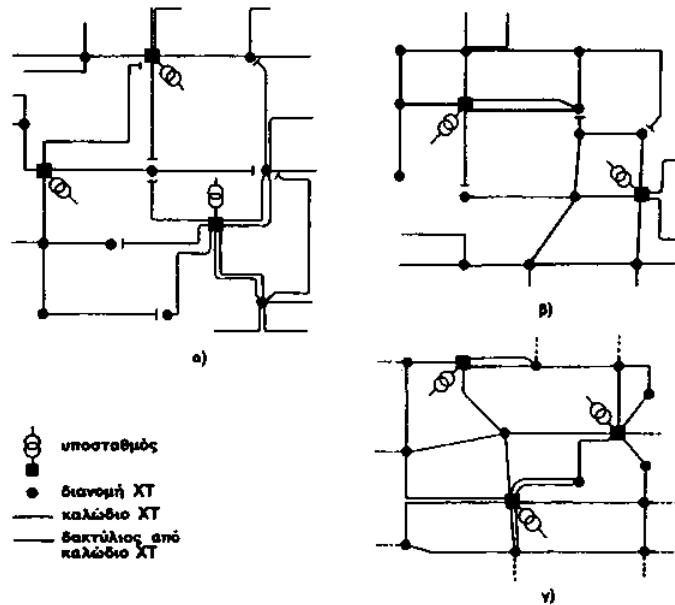 α)
β)
γ)
υποσταθμός
διανομή ΧΤ
καλώδιο ΧΤ
δακτύλιος από
καλώδιο ΧΤ